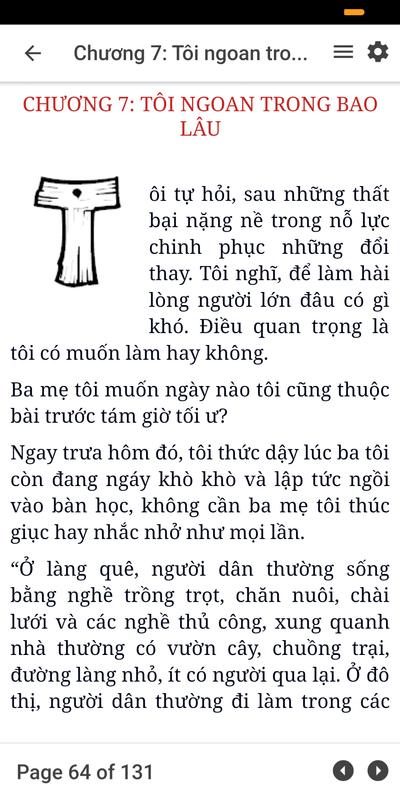 Chương 7: Tôi ngoan tro...
CHƯƠNG 7: TÔI NGOAN TRONG BAO
LÂU
Tôi tự hỏi, sau những thất
bại nặng nề trong nỗ lực
chinh phục những đổi
thay. Tôi nghĩ, để làm hài
lòng người lớn đâu có gì
khó. Điều quan trọng là
tôi có muốn làm hay không.
Ba mẹ tôi muốn ngày nào tôi cũng thuộc
bài trước tám giờ tối ư?
Ngay trưa hôm đó, tôi thức dậy lúc ba tôi
còn đang ngáy khò khò và lập tức ngồi
vào bàn học, không cần ba mẹ tôi thúc
giục hay nhắc nhở như mọi lần.
“Ở làng quê, người dân thường sống
bằng nghề trồng trọt, chăn nuôi, chài
lưới và các nghề thủ công, xung quanh
nhà thường có vườn cây, chuồng trại,
đường làng nhỏ, ít có người qua lại. Ở đô
thị, người dân thường đi làm trong các
Page 64 of 131